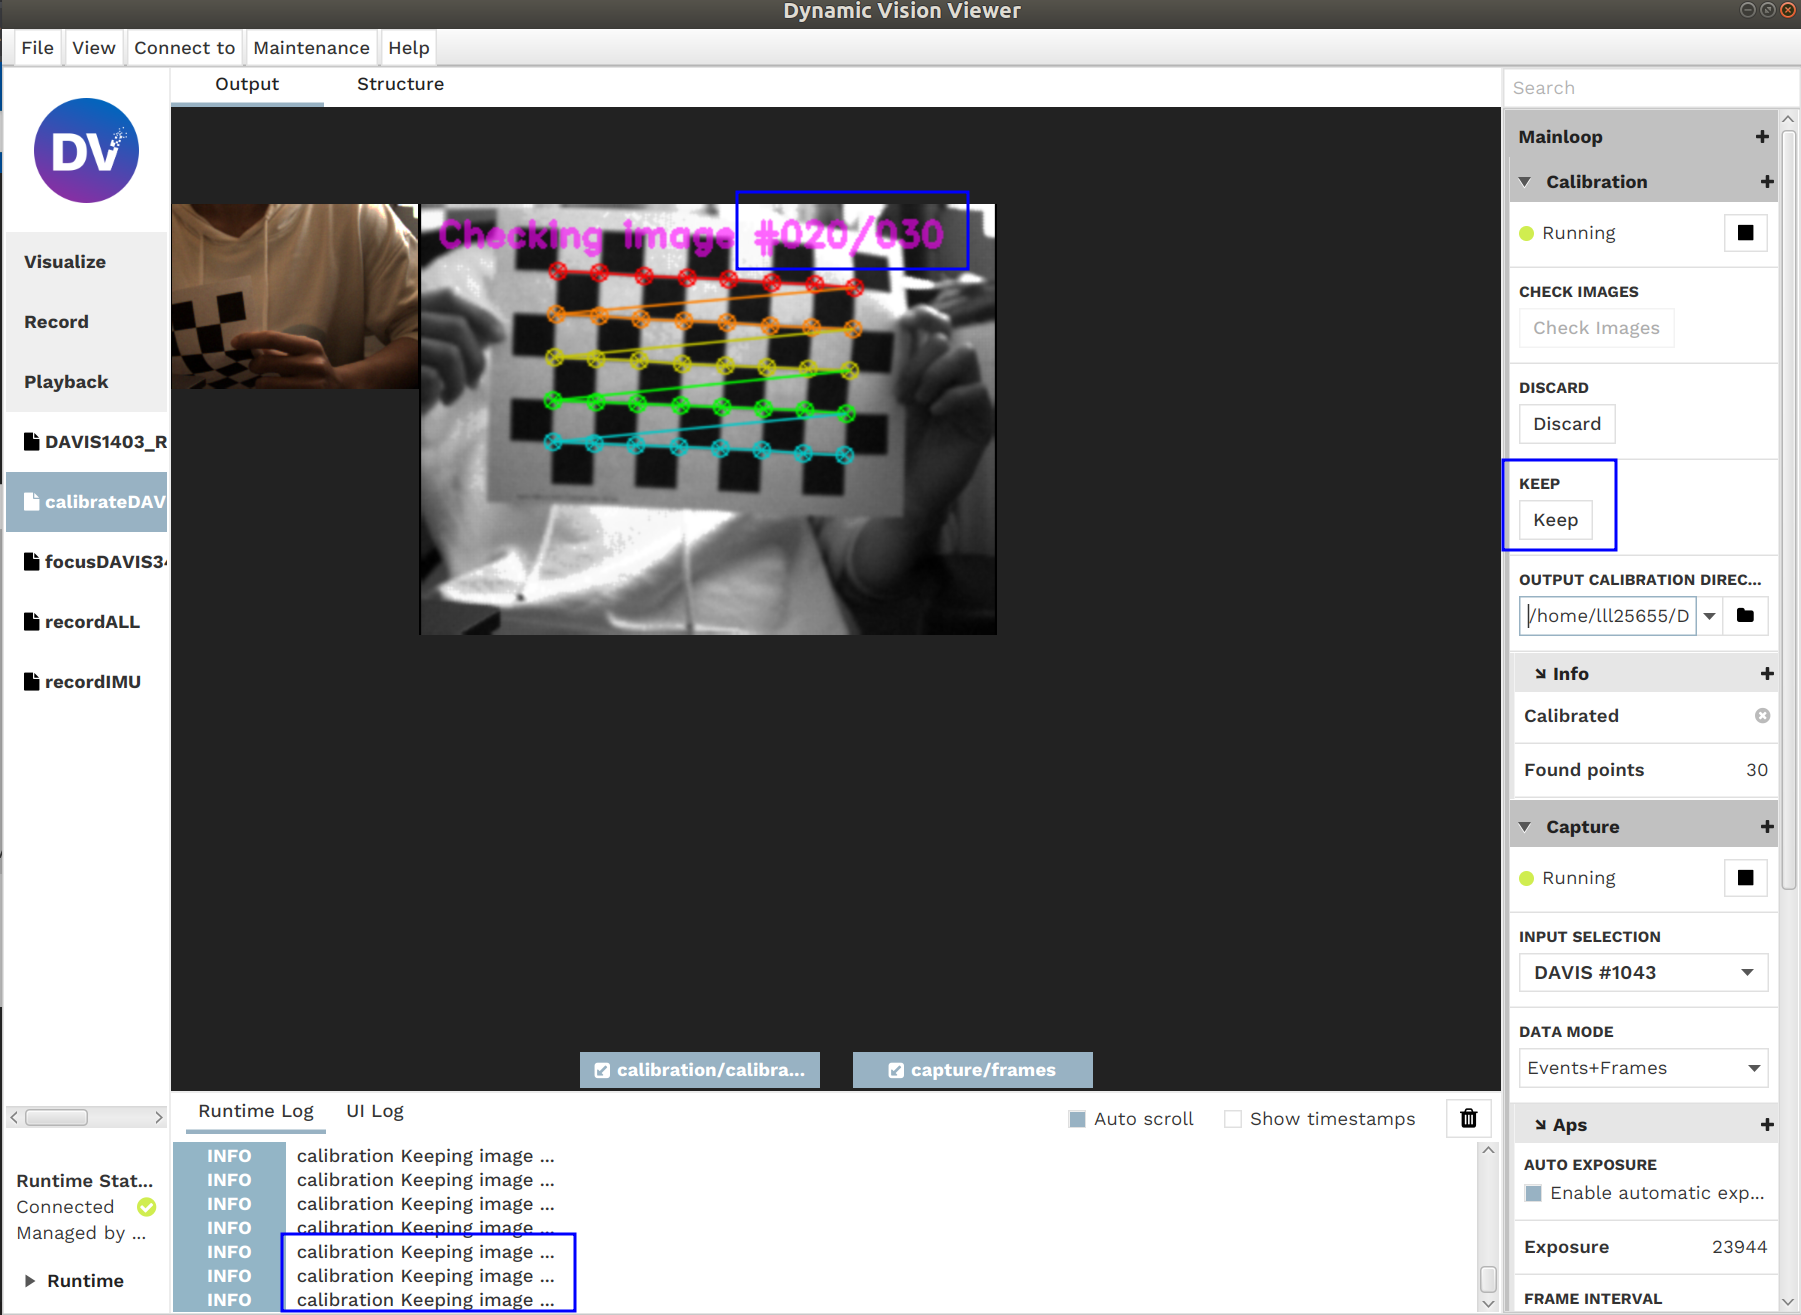 Dynamic Vision Viewer
File View Connect to Maintenance Help
DV
Visualize
Record
Playback
DAVIS1403_R
calibrateDAV
focusDAVIS34
recordALL
recordIMU
Runtime Stat...
Connected
Managed by ...
Runtime
Output Structure
Checking image #020/030
calibration/calibra... capture/frames
Runtime Log UI Log Auto scroll Show timestamps
INFO calibration Keeping image ...
INFO calibration Keeping image ...
INFO calibration Keeping image ...
INFO calibration Keeping image ...
INFO calibration Keeping image ...
INFO calibration Keeping image ...
INFO calibration Keeping image ...
Search
Mainloop
Calibration
Running
CHECK IMAGES
Check Images
DISCARD
Discard
KEEP
Keep
OUTPUT CALIBRATION DIREC...
/home/lll25655/D
Info
Calibrated
Found points 30
Capture
Running
INPUT SELECTION
DAVIS #1043
DATA MODE
Events+Frames
Aps
AUTO EXPOSURE
Enable automatic exp...
Exposure 23944
FRAME INTERVAL